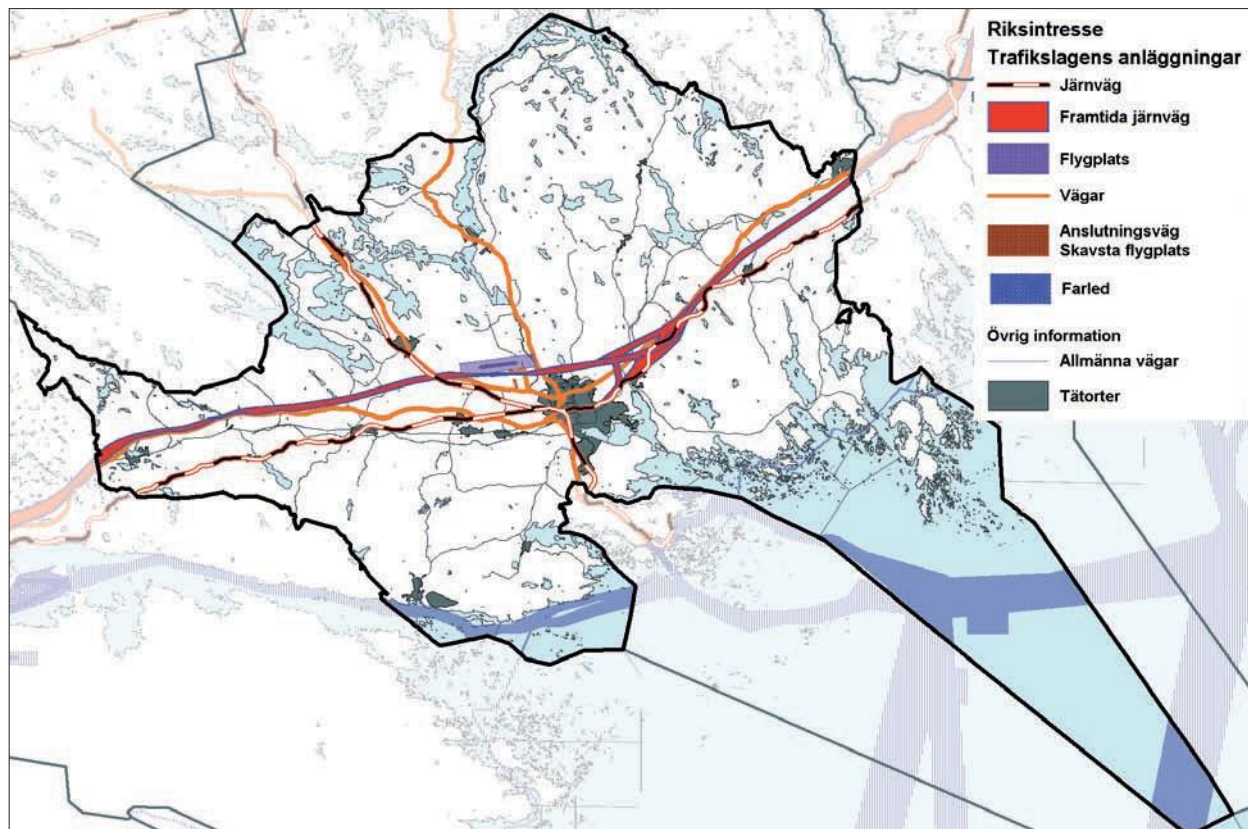 Riksintresse
Trafikslagens anläggningar
Järnväg
Framtida järnväg
Flygplats
Vägar
Anslutningsväg
Skavsta flygplats
Farled
Övrig information
Allmänna vägar
Tätorter